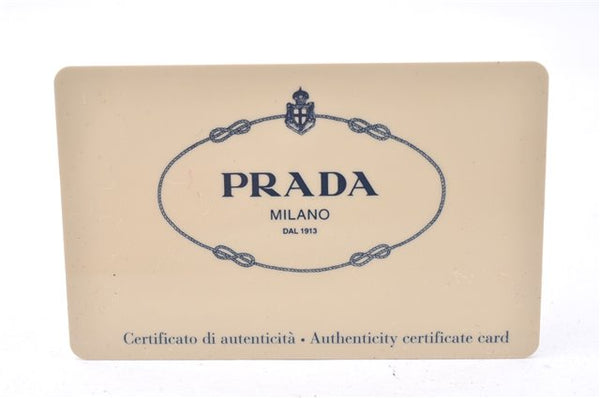 PRADA
MILANO
DAL 1913
Certificato di autenticità • Authenticity certificate card